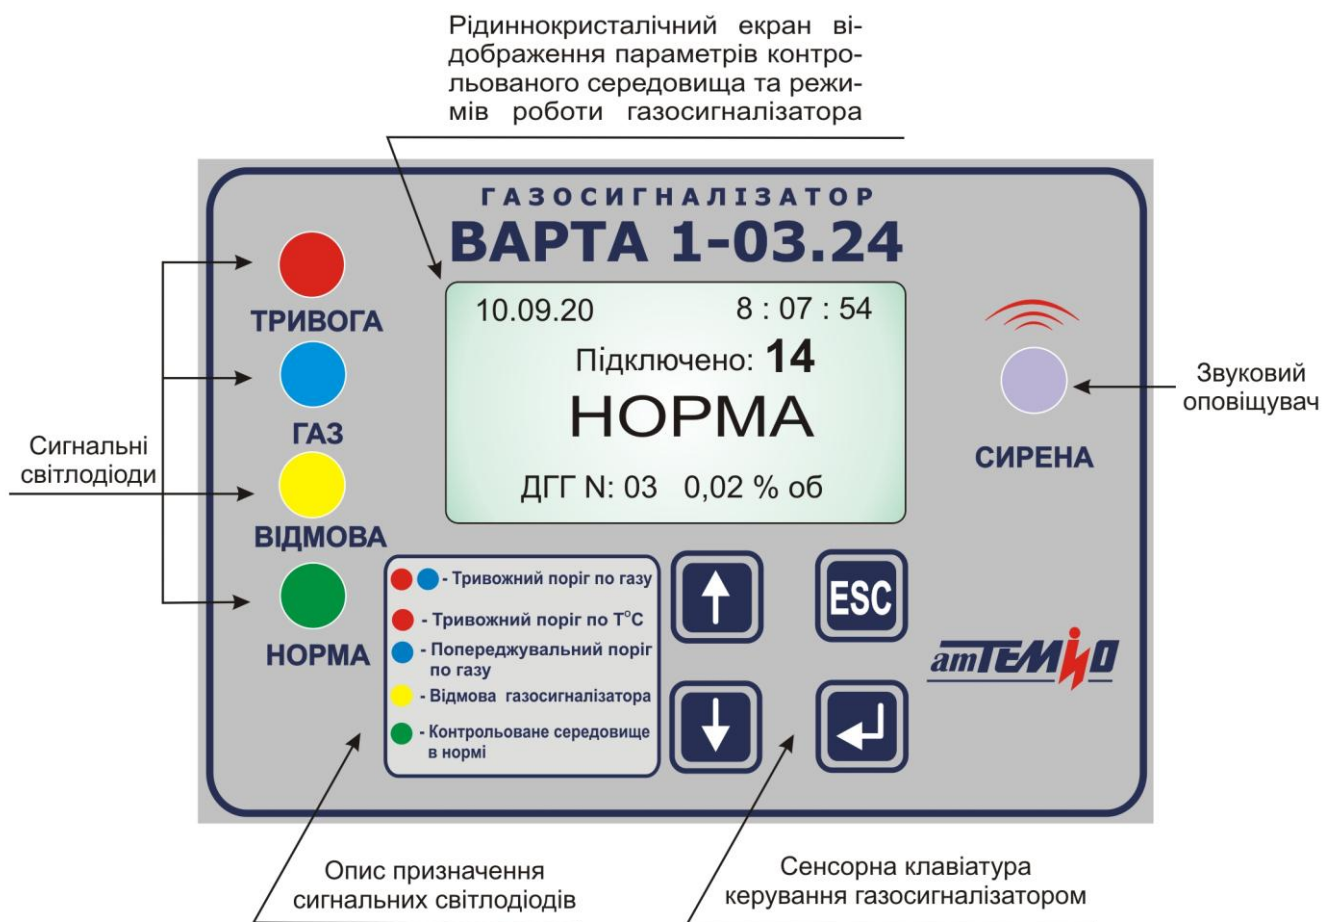 Рідиннокристалічний екран ві-
дображення параметрів контро-
льованого середовища та режи-
мів роботи газосигналізатора
ГАЗОСИГНАЛІЗАТОР
ВАРТА 1-03.24
10.09.20 8 : 07 : 54
Підключено: 14
НОРМА
ДГГ N: 03 0,02 % об
ТРИВОГА
ГАЗ
ВІДМОВА
НОРМА
Сигнальні
світлодіоди
СИРЕНА
Звуковий
оповіщувач
- Тривожний поріг по газу
- Тривожний поріг по Т°С
- Попереджувальний поріг
по газу
- Відмова газосигналізатора
- Контрольоване середовище
в нормі
↑
ESC
↓
↵
атТЕМІО
Опис призначення
сигнальних світлодіодів
Сенсорна клавіатура
керування газосигналізатором